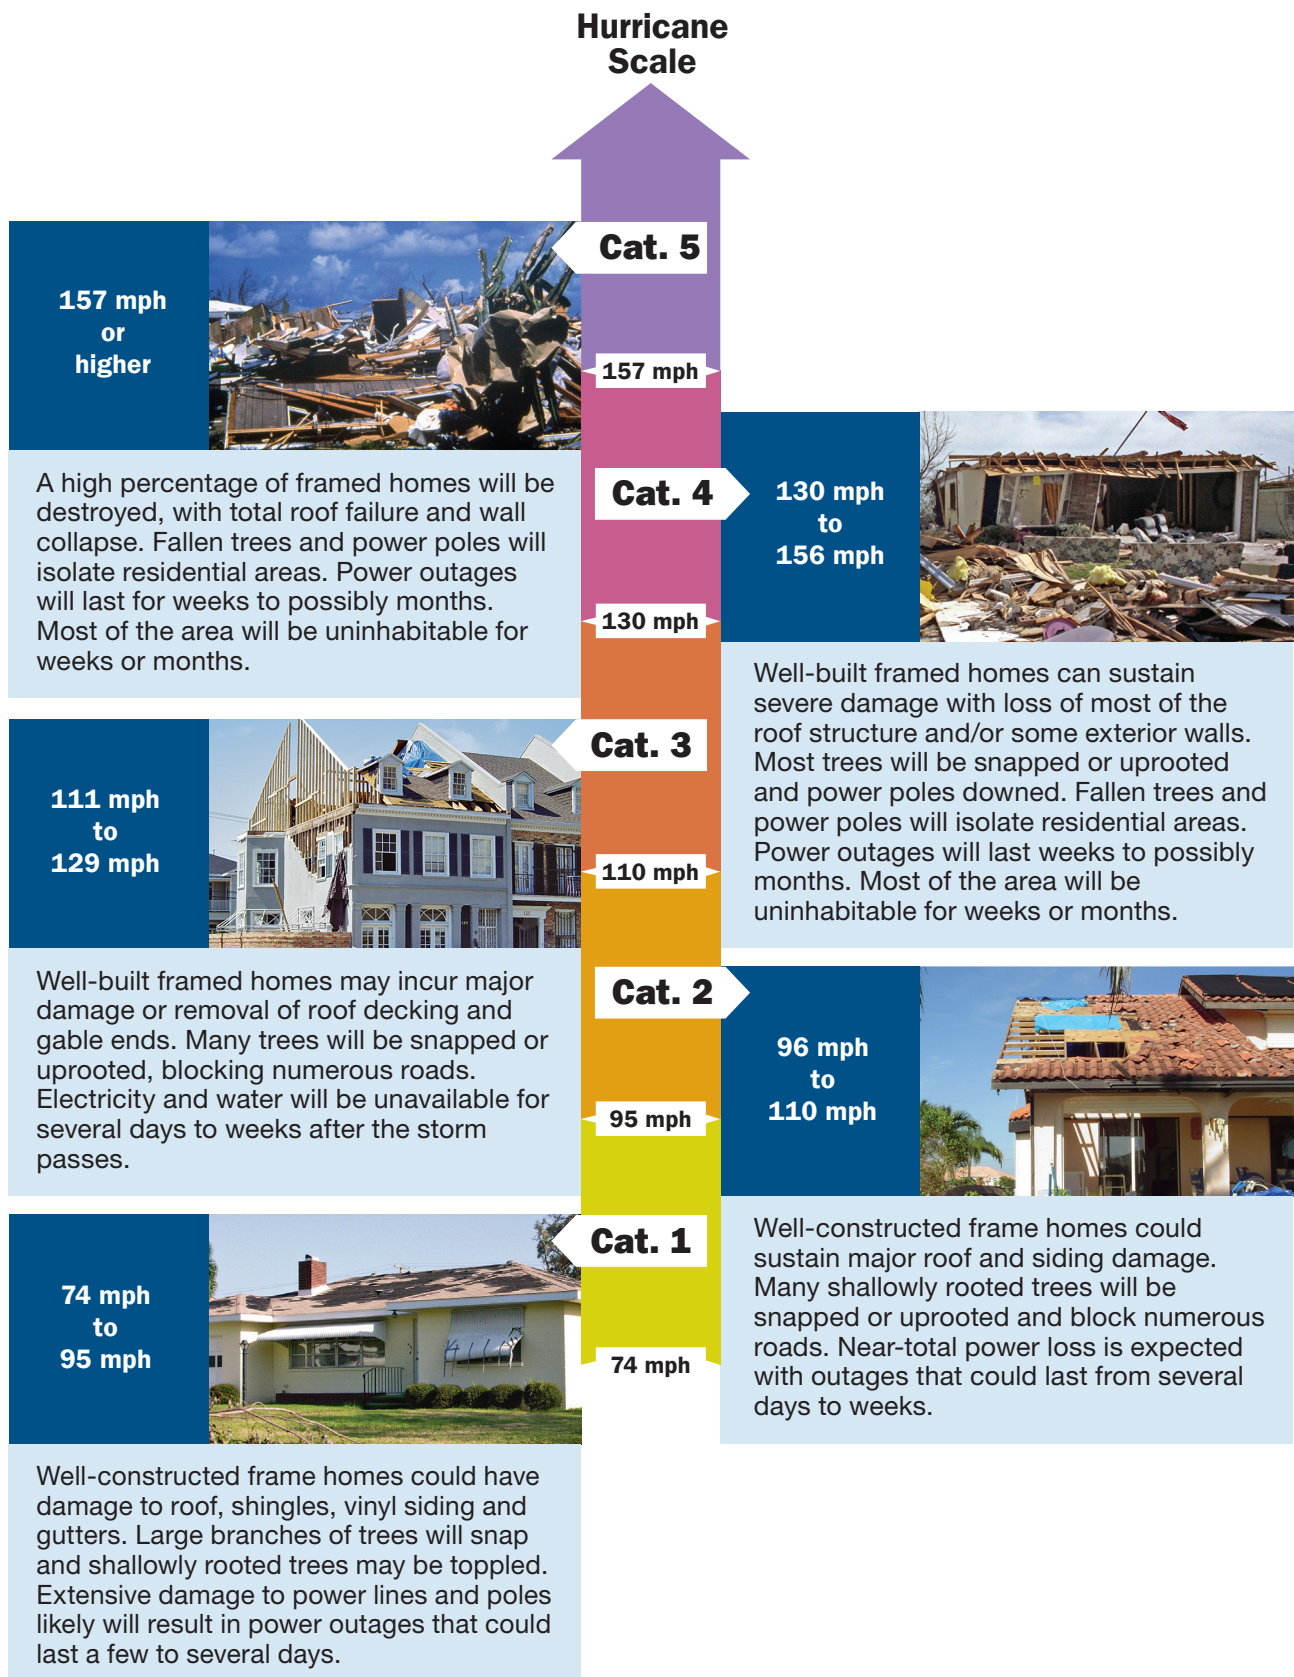 Hurricane
Scale
Cat. 5
157 mph
or
higher
157 mph
A high percentage of framed homes will be
destroyed, with total roof failure and wall
collapse. Fallen trees and power poles will
isolate residential areas. Power outages
will last for weeks to possibly months.
Most of the area will be uninhabitable for
weeks or months.
Cat. 4
130 mph
to
156 mph
130 mph
Well-built framed homes can sustain
severe damage with loss of most of the
roof structure and/or some exterior walls.
Most trees will be snapped or uprooted
and power poles downed. Fallen trees and
power poles will isolate residential areas.
Power outages will last weeks to possibly
months. Most of the area will be
uninhabitable for weeks or months.
Cat. 3
111 mph
to
129 mph
110 mph
Well-built framed homes may incur major
damage or removal of roof decking and
gable ends. Many trees will be snapped or
uprooted, blocking numerous roads.
Electricity and water will be unavailable for
several days to weeks after the storm
passes.
Cat. 2
96 mph
to
110 mph
95 mph
Well-constructed frame homes could
sustain major roof and siding damage.
Many shallowly rooted trees will be
snapped or uprooted and block numerous
roads. Near-total power loss is expected
with outages that could last from several
days to weeks.
Cat. 1
74 mph
to
95 mph
74 mph
Well-constructed frame homes could have
damage to roof, shingles, vinyl siding and
gutters. Large branches of trees will snap
and shallowly rooted trees may be toppled.
Extensive damage to power lines and poles
likely will result in power outages that could
last a few to several days.